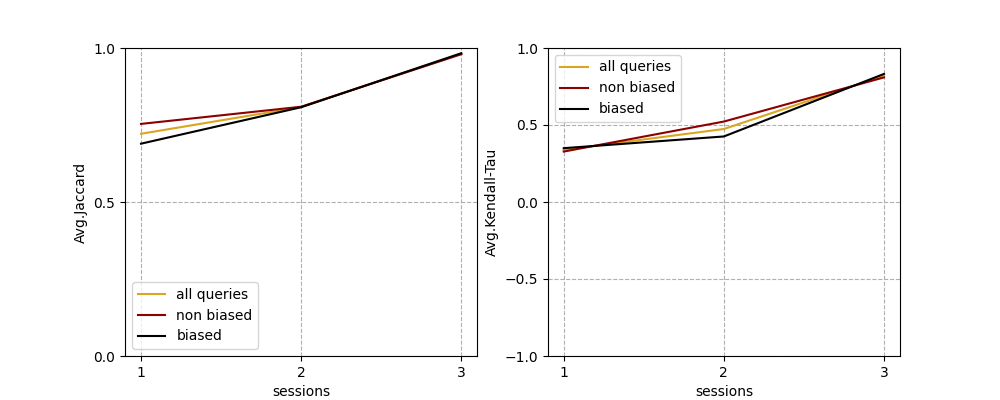 1.0
0.5
0.0
Avg.Jaccard
all queries
non biased
biased
1 2 3
sessions
1.0
0.5
0.0
−0.5
−1.0
Avg.Kendall-Tau
all queries
non biased
biased
1 2 3
sessions